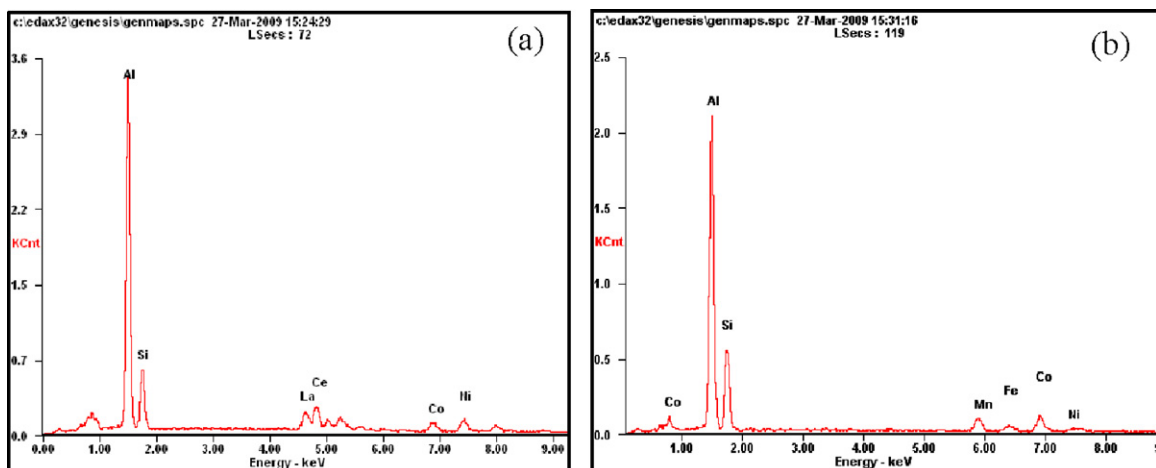 c:\edax32\genesis\genmaps.spc 27-Mar-2009 15:24:29
LSecs : 72
(a)
3.6
2.9
2.2
KCnt
1.5
0.7
0.0
Al
Si
La
Ce
Co
Ni
0.00 1.00 2.00 3.00 4.00 5.00 6.00 7.00 8.00 9.00
Energy - keV
c:\edax32\genesis\genmaps.spc 27-Mar-2009 15:31:16
LSecs : 119
(b)
2.5
2.0
1.5
KCnt
1.0
0.5
0.0
Co
Al
Si
Mn
Fe
Co
Ni
1.00 2.00 3.00 4.00 5.00 6.00 7.00 8.00 9.00
Energy - keV